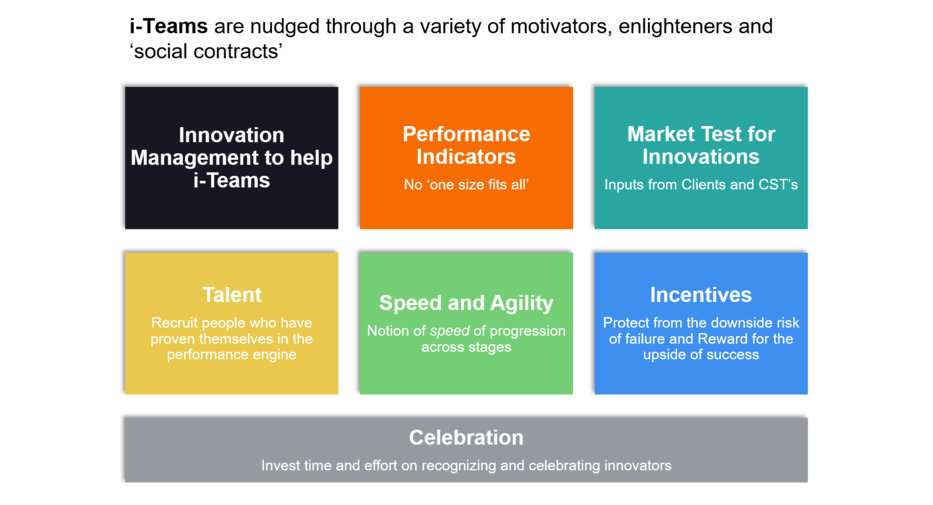 i-Teams are nudged through a variety of motivators, enlighteners and
‘social contracts’
Innovation
Management to help
i-Teams
Performance
Indicators
No ‘one size fits all’
Market Test for
Innovations
Inputs from Clients and CST’s
Talent
Recruit people who have
proven themselves in the
performance engine
Speed and Agility
Notion of speed of progression
across stages
Incentives
Protect from the downside risk
of failure and Reward for the
upside of success
Celebration
Invest time and effort on recognizing and celebrating innovators